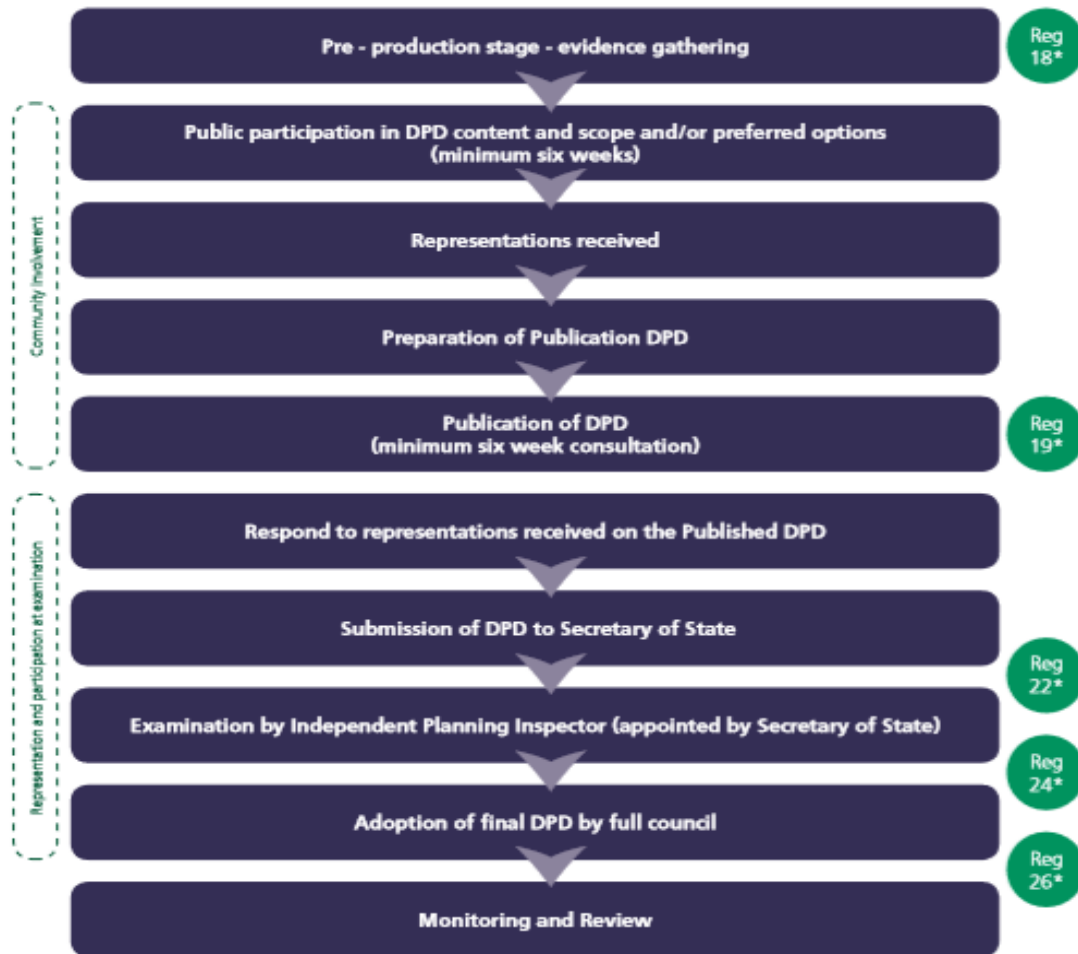 Pre - production stage - evidence gathering
Reg
18*
Public participation in DPD content and scope and/or preferred options
(minimum six weeks)
Community Involvement
Representations received
Preparation of Publication DPD
Publication of DPD
(minimum six week consultation)
Reg
19*
Respond to representations received on the Published DPD
Representation and participation at examination
Submission of DPD to Secretary of State
Reg
22*
Examination by Independent Planning Inspector (appointed by Secretary of State)
Reg
24*
Adoption of final DPD by full council
Reg
26*
Monitoring and Review